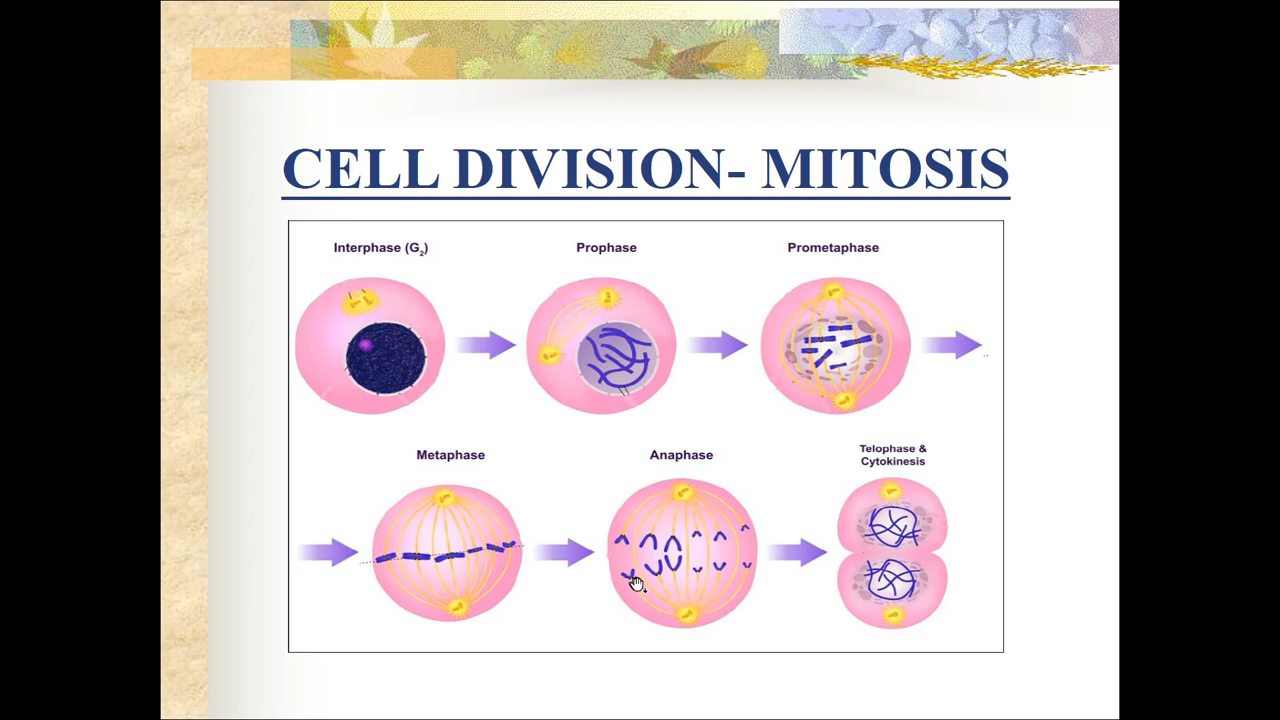 CELL DIVISION- MITOSIS
Interphase (G₂)
Prophase
Prometaphase
Metaphase
Anaphase
Telophase &
Cytokinesis